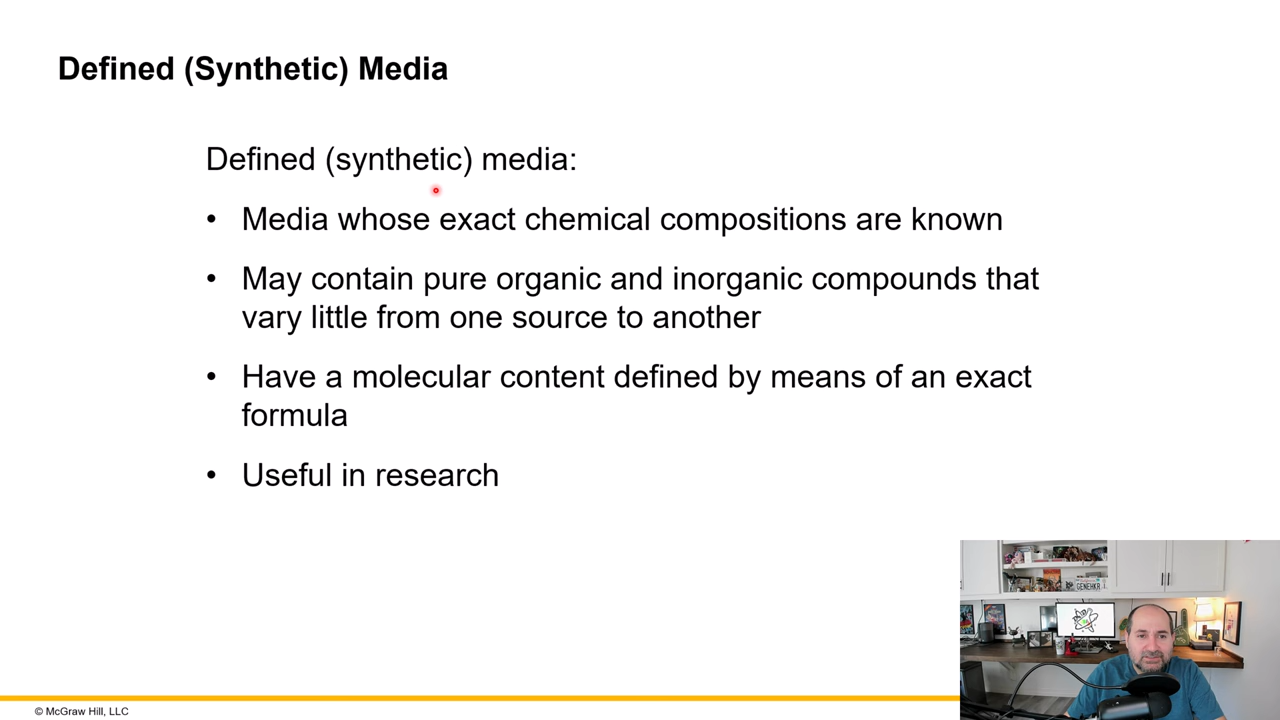 Defined (Synthetic) Media
Defined (synthetic) media:
• Media whose exact chemical compositions are known
• May contain pure organic and inorganic compounds that
vary little from one source to another
• Have a molecular content defined by means of an exact
formula
• Useful in research
GENEHKR
© McGraw Hill, LLC